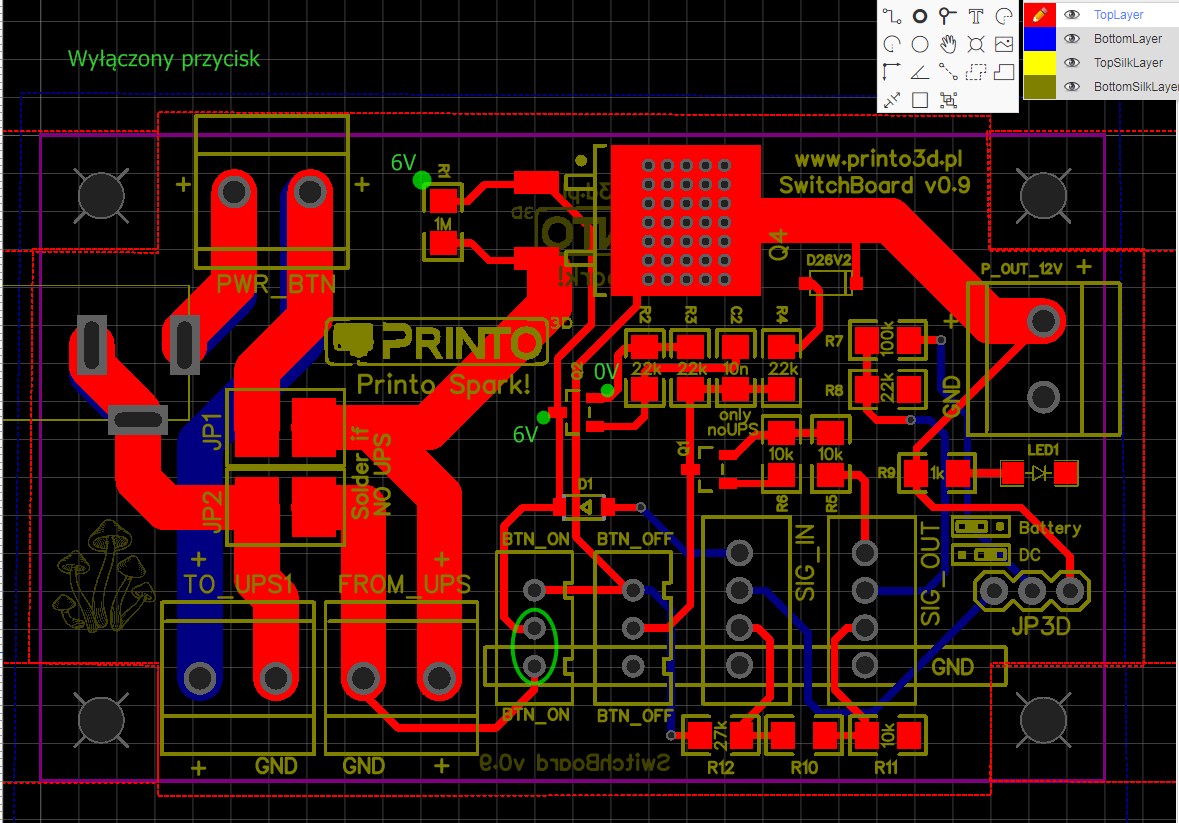 TopLayer
BottomLayer
TopSilkLayer
BottomSilkLayer
Wyłączony przycisk
6V
R1
1M
+
+
PWR_BTN
www.printo3d.pl
SwitchBoard v0.9
Q4
D26V2
P_OUT_12V +
PRINTO 3D
Printo Spark!
R2
R3
C2
R4
22k
22k
10n
22k
R7
100k
R8
22k
+
GND
0V
6V
only
noUPS
Q1
10k
10k
R6
R5
R9
1k
LED1
JP1
JP2
Solder if
NO_UPS
D1
BTN_ON
BTN_OFF
SIG_IN
SIG_OUT
Battery
DC
JP3D
+
+
TO_UPS1
FROM_UPS
GND
BTN_ON
BTN_OFF
27k
10k
R12
R10
R11
+
GND
GND
+
SwitchBoard v0.9